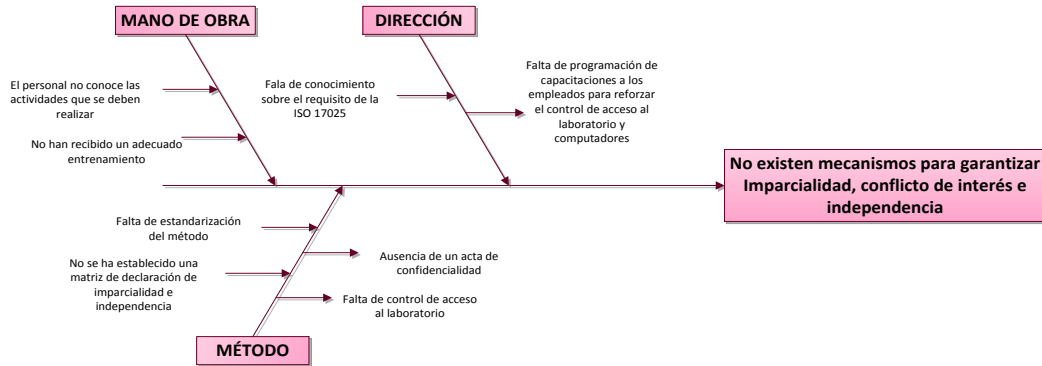 MANO DE OBRA
DIRECCIÓN
El personal no conoce las
actividades que se deben
realizar
No han recibido un adecuado
entrenamiento
Fala de conocimiento
sobre el requisito de la
ISO 17025
Falta de programación de
capacitaciones a los
empleados para reforzar
el control de acceso al
laboratorio y
computadores
No existen mecanismos para garantizar
Imparcialidad, conflicto de interés e
independencia
Falta de estandarización
del método
No se ha establecido una
matriz de declaración de
imparcialidad e
independencia
Ausencia de un acta de
confidencialidad
Falta de control de acceso
al laboratorio
MÉTODO